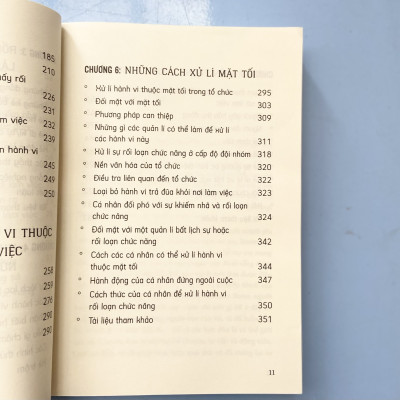 185
210
ấy rối
226
231
m việc
232
n hành vi
245
249
250
VI THUỘC
VIỆC
258
259
276
290
290
CHƯƠNG 6: NHỮNG CÁCH XỬ LÍ MẶT TỐI
° Xử lí hành vi thuộc mặt tối trong tổ chức 295
° Đối mặt với mặt tối 303
° Phương pháp can thiệp 309
° Những gì các quản lí có thể làm để xử lí
các hành vi này 311
° Xử lí sự rối loạn chức năng ở cấp độ đội nhóm 318
° Nền văn hóa của tổ chức 320
° Điều tra liên quan đến tổ chức 322
° Loại bỏ hành vi trả đũa khỏi nơi làm việc 323
° Cá nhân đối phó với sự khiếm nhã và rối loạn
chức năng 324
° Đối mặt với một quản lí bất lịch sự hoặc
rối loạn chức năng 342
° Cách các cá nhân có thể xử lí hành vi
thuộc mặt tối 344
° Hành động của cá nhân đứng ngoài cuộc 347
° Cách thức của cá nhân để xử lí hành vi
rối loạn chức năng 350
° Tài liệu tham khảo 351
11